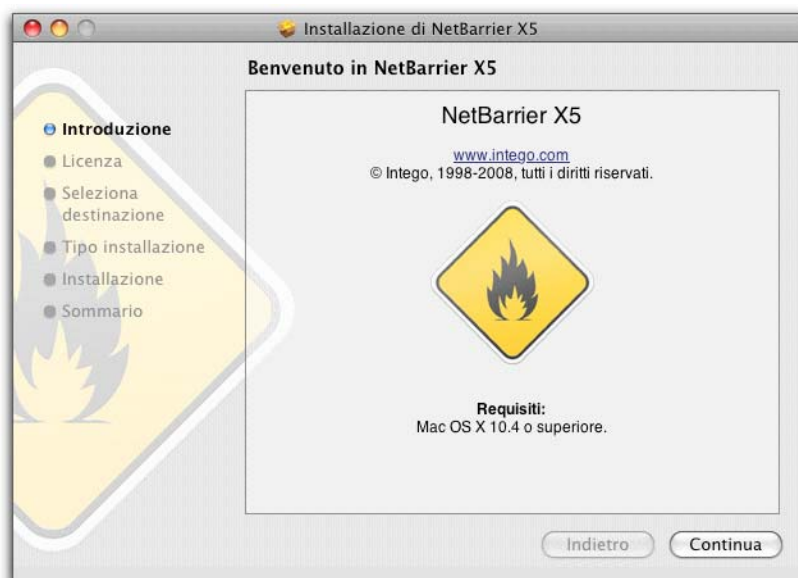 Installazione di NetBarrier X5
Benvenuto in NetBarrier X5
Introduzione
Licenza
Seleziona
destinazione
Tipo installazione
Installazione
Sommario
NetBarrier X5
www.intego.com
© Intego, 1998-2008, tutti i diritti riservati.
Requisiti:
Mac OS X 10.4 o superiore.
Indietro
Continua